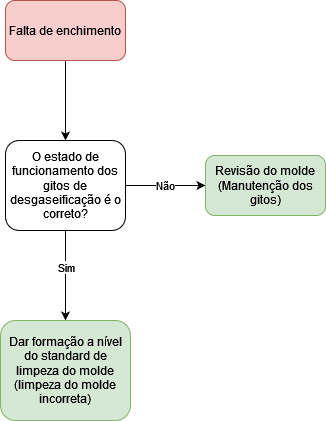 Falta de enchimento
O estado de
funcionamento dos
gitos de
desgaseificação é o
correto?
Não
Revisão do molde
(Manutenção dos
gitos)
Sim
Dar formação a nível
do standard de
limpeza do molde
(limpeza do molde
incorreta)